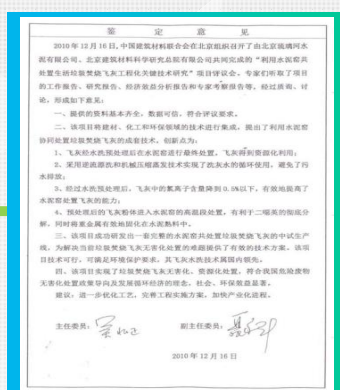 鉴 定 意 见
2010年12月16日,中国建筑材料联合会在北京组织召开了由北京琉璃河水
泥有限公司、北京建筑材料科学研究总院有限公司共同完成的“利用水泥窑共
处置生活垃圾焚烧飞灰工程化关键技术研究”项目评议会。专家们听取了项目
的工作报告、研究报告、经济效益分析报告和专家考察报告等,经过质询、讨
论,形成如下意见:
一、提供的资料基本齐全,数据可信,符合评议要求。
二、该项目将建材、化工和环保领域的技术进行集成,提出了利用水泥窑
协同处置垃圾焚烧飞灰的成套技术,创新点为:
1、飞灰经水洗预处理后在水泥窑进行最终处置,飞灰得到资源化利用;
2、采用逆流漂洗和机械压缩蒸发技术实现了洗灰水的循环使用,避免了污
水排放;
3、经过水洗预处理后,飞灰中的氯离子含量降到0.5%以下,有效地提高了
水泥窑处置飞灰的能力;
4、预处理后的飞灰粉体进入水泥窑的高温段处置,有利于二噁英的彻底分
解,同时将重金属有效地固化在水泥熟料中。
三、该项目成功研发出一套完整的水泥窑共处置垃圾焚烧飞灰的中试生产
线,为解决当前垃圾焚烧飞灰无害化处置的难题提供了有效的技术方案。该项
目技术可行,可满足环境保护要求。其飞灰水洗技术属国内领先。
四、该项目实现了垃圾焚烧飞灰无害化、资源化处置,符合我国危险废物
无害化处置政策导向及发展循环经济的理念,社会、环保效益显著。
建议:进一步优化工艺,完善工程实施方案,加快产业化进程。
主任委员: 副主任委员:
2010年12月16日